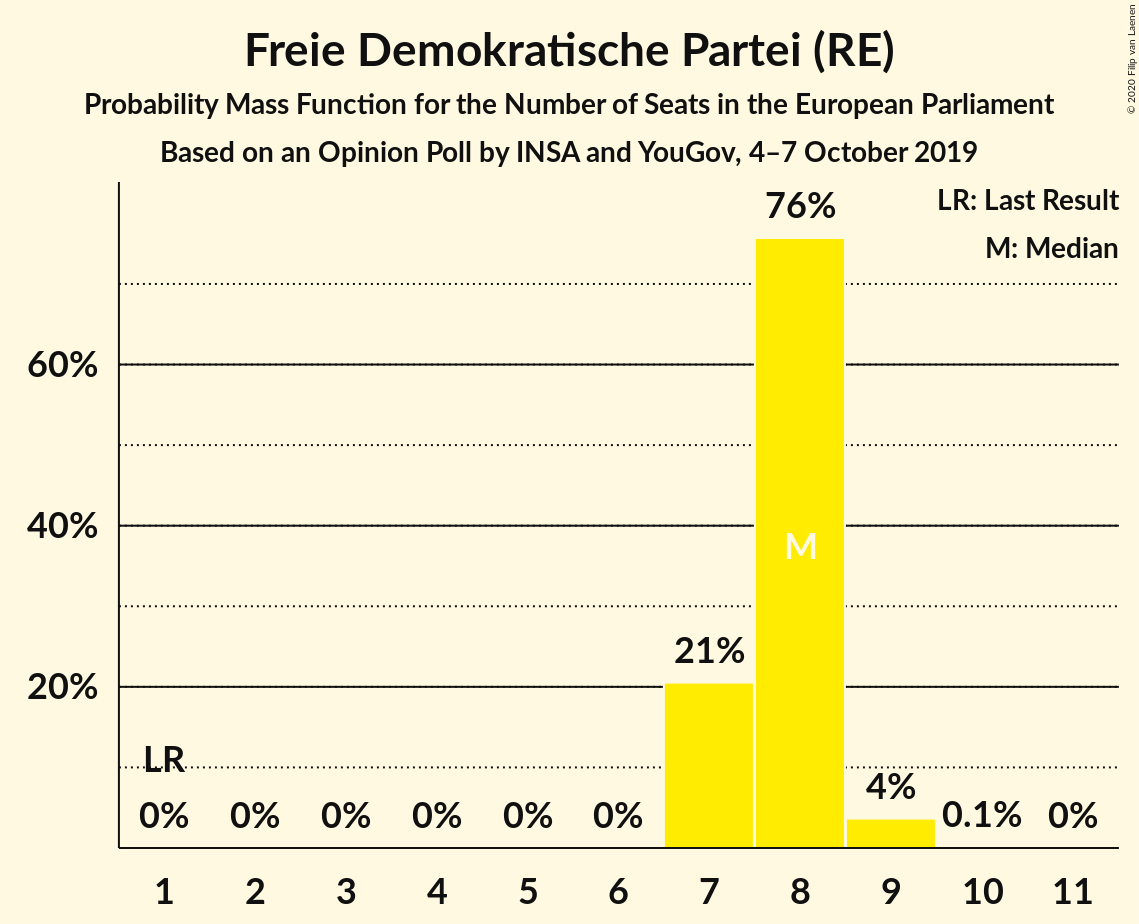 Freie Demokratische Partei (RE)
Probability Mass Function for the Number of Seats in the European Parliament
Based on an Opinion Poll by INSA and YouGov, 4–7 October 2019
© 2020 Filip van Laenen
LR: Last Result
M: Median
76%
60%
40%
M
21%
20%
LR
0% 0% 0% 0% 0% 0% 4% 0.1% 0%
1 2 3 4 5 6 7 8 9 10 11